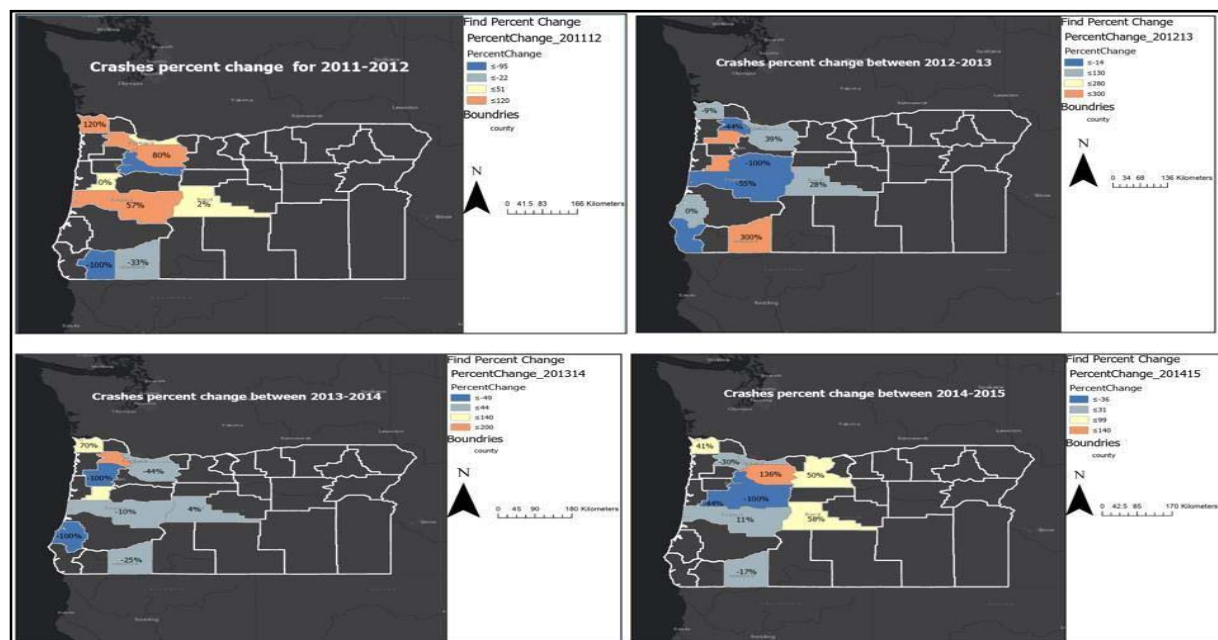 Crashes percent change for 2011-2012
120%
80%
0%
57%
2%
-100%
-33%
Find Percent Change
PercentChange_201112
PercentChange
≤-95
≤-22
≤51
≤120
Boundries
county
N
0 41.5 83 166 Kilometers
Crashes percent change between 2012-2013
-9%
-44%
39%
-100%
-55%
28%
0%
300%
Find Percent Change
PercentChange_201213
PercentChange
≤-14
≤130
≤280
≤300
Boundries
county
N
0 34 68 136 Kilometers
Crashes percent change between 2013-2014
70%
-44%
-100%
-10%
4%
-100%
-25%
Find Percent Change
PercentChange_201314
PercentChange
≤-49
≤44
≤140
≤200
Boundries
county
N
0 45 90 180 Kilometers
Crashes percent change between 2014-2015
41%
-30%
136%
50%
-44%
-100%
11%
58%
-17%
Find Percent Change
PercentChange_201415
PercentChange
≤-36
≤31
≤99
≤140
Boundries
county
N
0 42.5 85 170 Kilometers